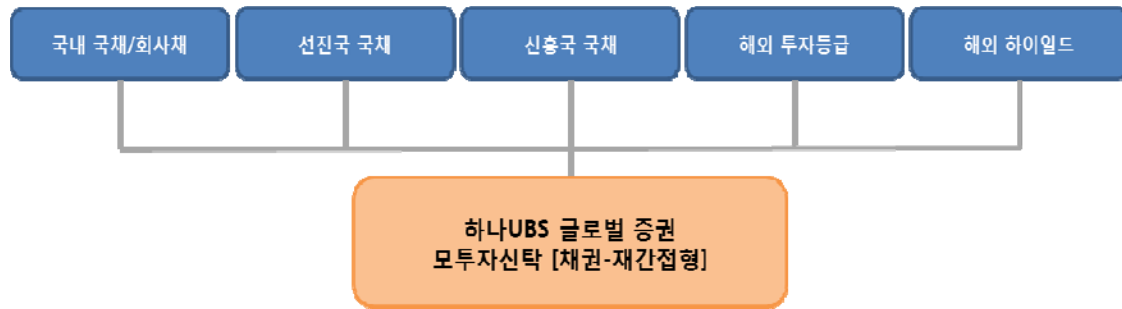 국내 국채/회사채
선진국 국채
신흥국 국채
해외 투자등급
해외 하이일드
하나UBS 글로벌 증권
모투자신탁 [채권-재간접형]